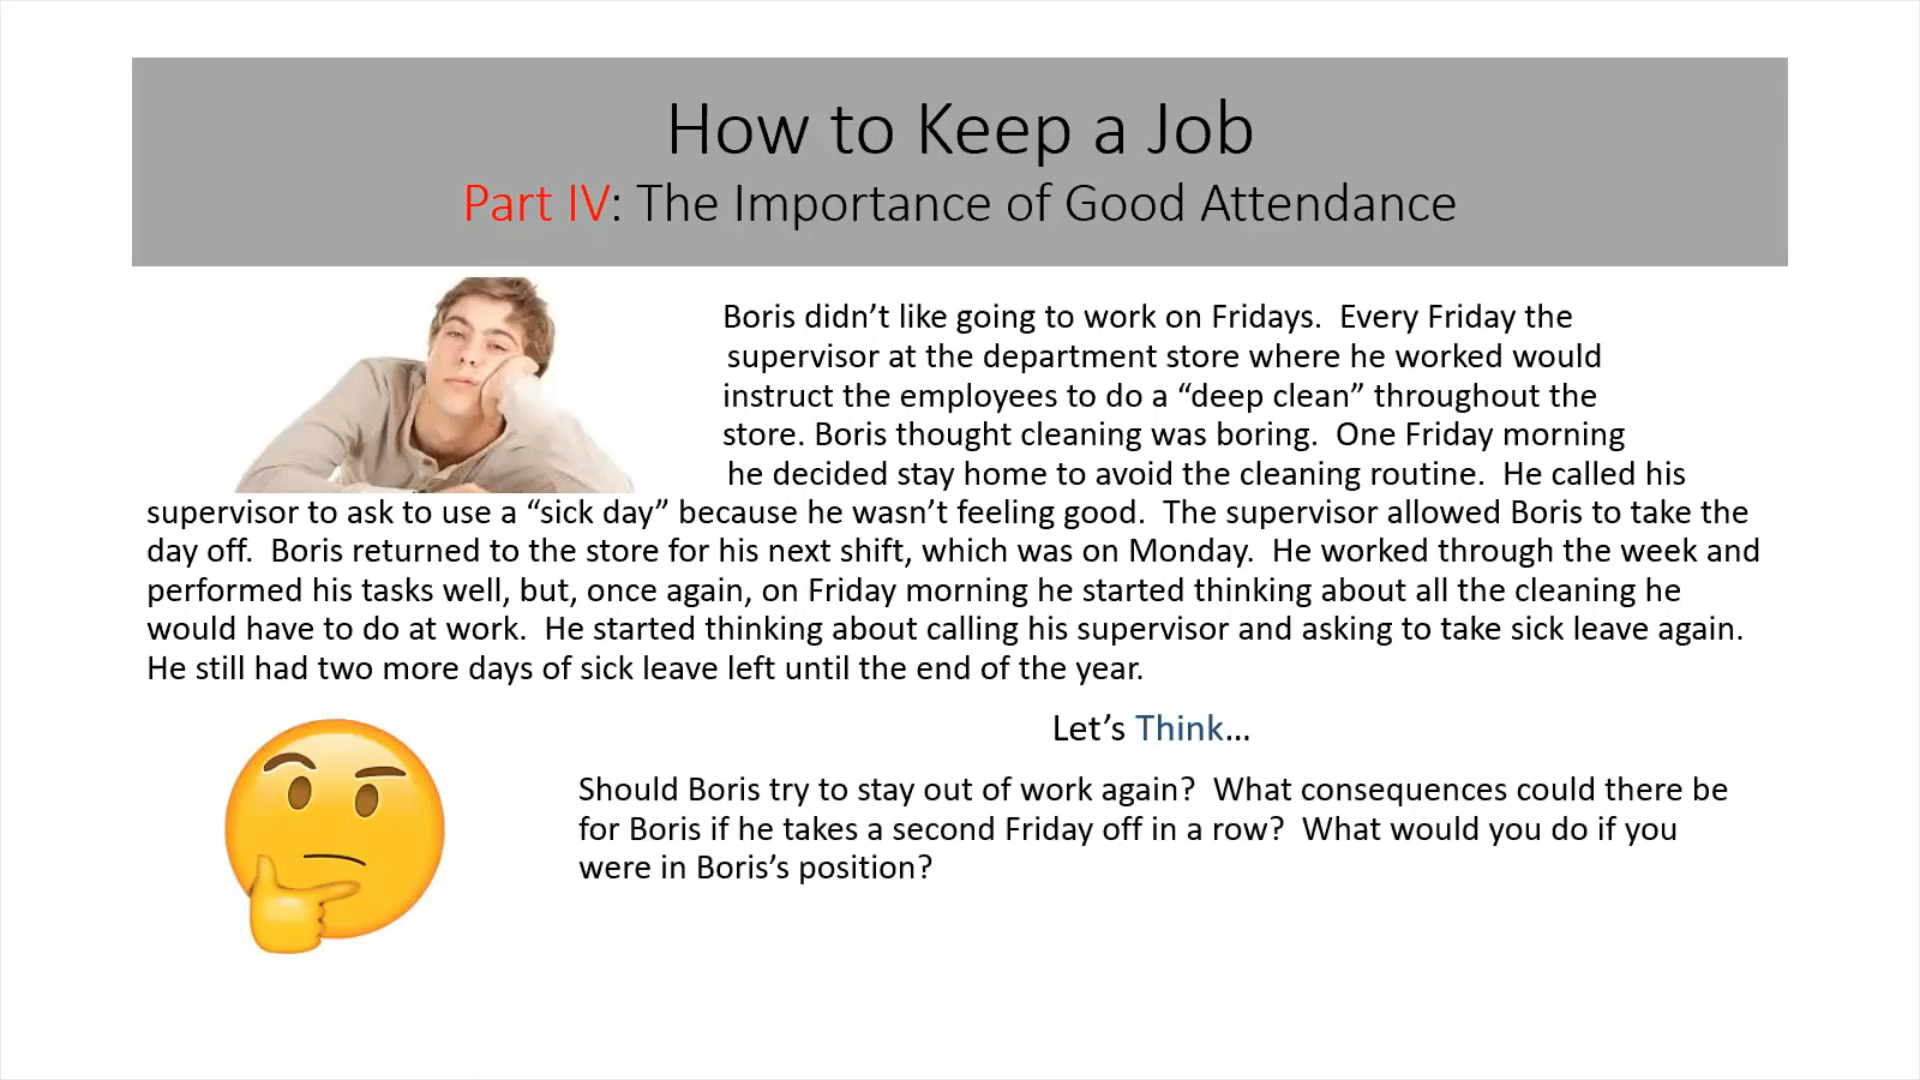 How to Keep a Job
Part IV: The Importance of Good Attendance
Boris didn’t like going to work on Fridays.  Every Friday the
supervisor at the department store where he worked would
instruct the employees to do a “deep clean” throughout the
store. Boris thought cleaning was boring.  One Friday morning
he decided stay home to avoid the cleaning routine.  He called his
supervisor to ask to use a “sick day” because he wasn’t feeling good.  The supervisor allowed Boris to take the
day off.  Boris returned to the store for his next shift, which was on Monday.  He worked through the week and
performed his tasks well, but, once again, on Friday morning he started thinking about all the cleaning he
would have to do at work.  He started thinking about calling his supervisor and asking to take sick leave again.
He still had two more days of sick leave left until the end of the year.
Let’s Think…
Should Boris try to stay out of work again?  What consequences could there be
for Boris if he takes a second Friday off in a row?  What would you do if you
were in Boris’s position?